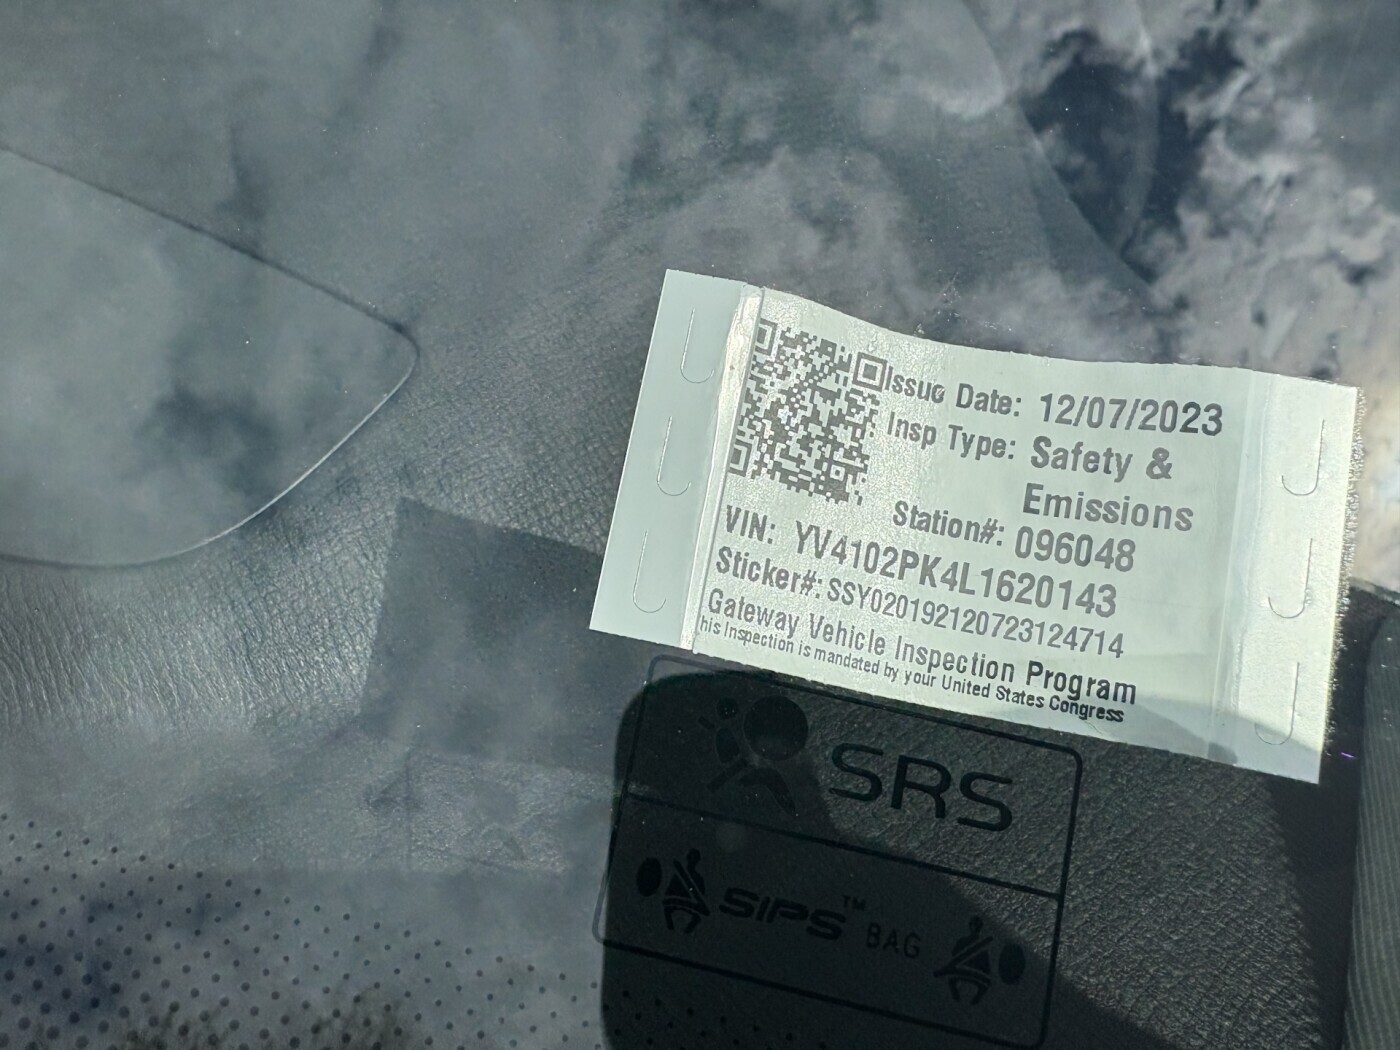 Issue Date: 12/07/2023
Insp Type: Safety &
Emissions
Station#: 096048
VIN: YV4102PK4L1620143
Sticker#: SSY020192120723124714
Gateway Vehicle Inspection Program
his Inspection is mandated by your United States Congress
SRS
SIPS™ BAG